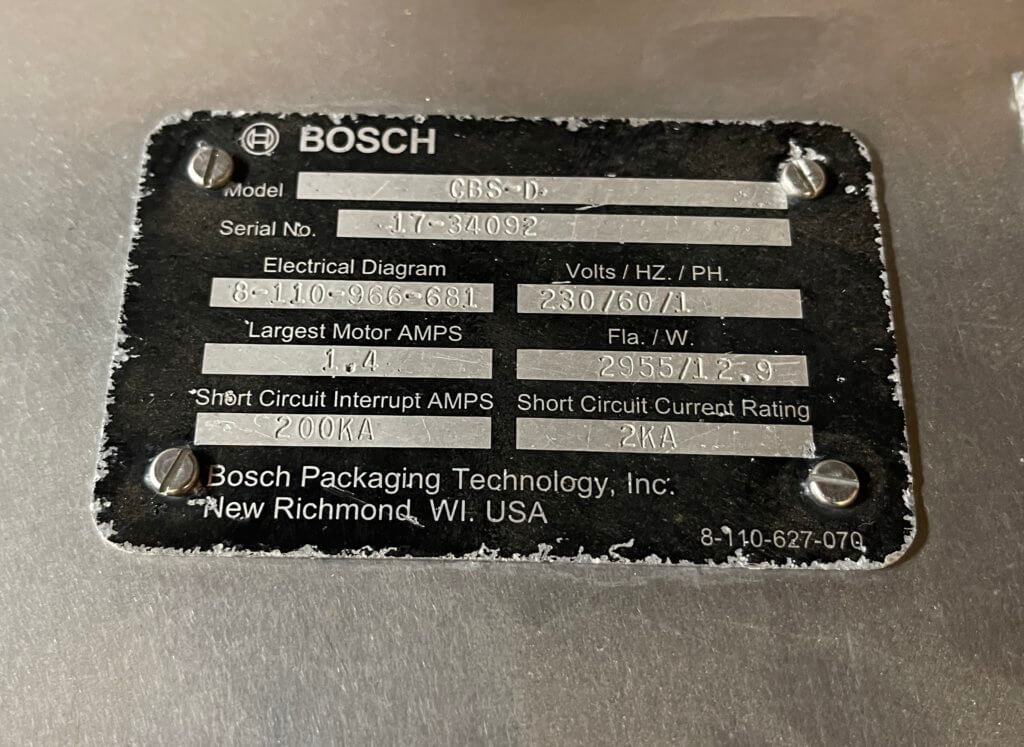 BOSCH
Model CBS-D
Serial No. 17-34092
Electrical Diagram Volts / HZ. / PH.
8-110-966-681 230/60/1
Largest Motor AMPS Fla. / W.
1.4 2955/12.9
Short Circuit Interrupt AMPS Short Circuit Current Rating
200KA 2KA
Bosch Packaging Technology, Inc.
New Richmond, WI. USA
8-110-627-070